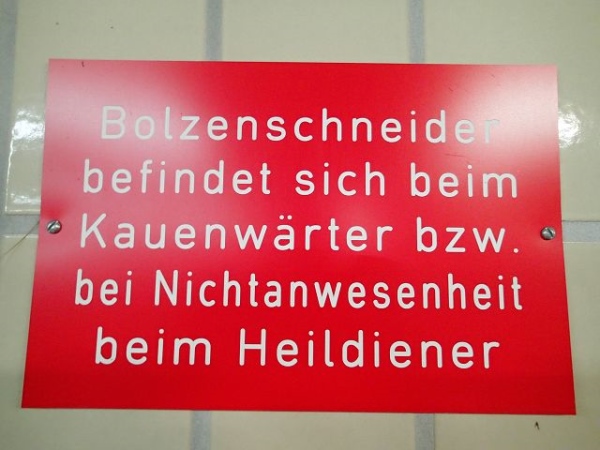 Bolzenschneider
befindet sich beim
Kauenwärter bzw.
bei Nichtanwesenheit
beim Heildiener